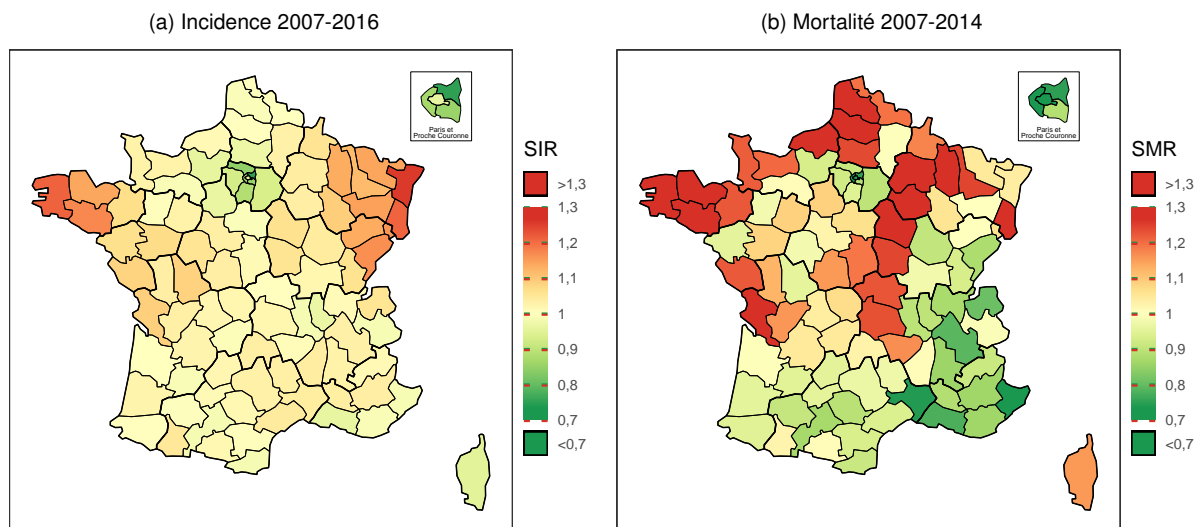 (a) Incidence 2007-2016
Paris et
Proche Couronne
SIR
>1,3
1,3
1,2
1,1
1
0,9
0,8
0,7
<0,7
(b) Mortalité 2007-2014
Paris et
Proche Couronne
SMR
>1,3
1,3
1,2
1,1
1
0,9
0,8
0,7
<0,7